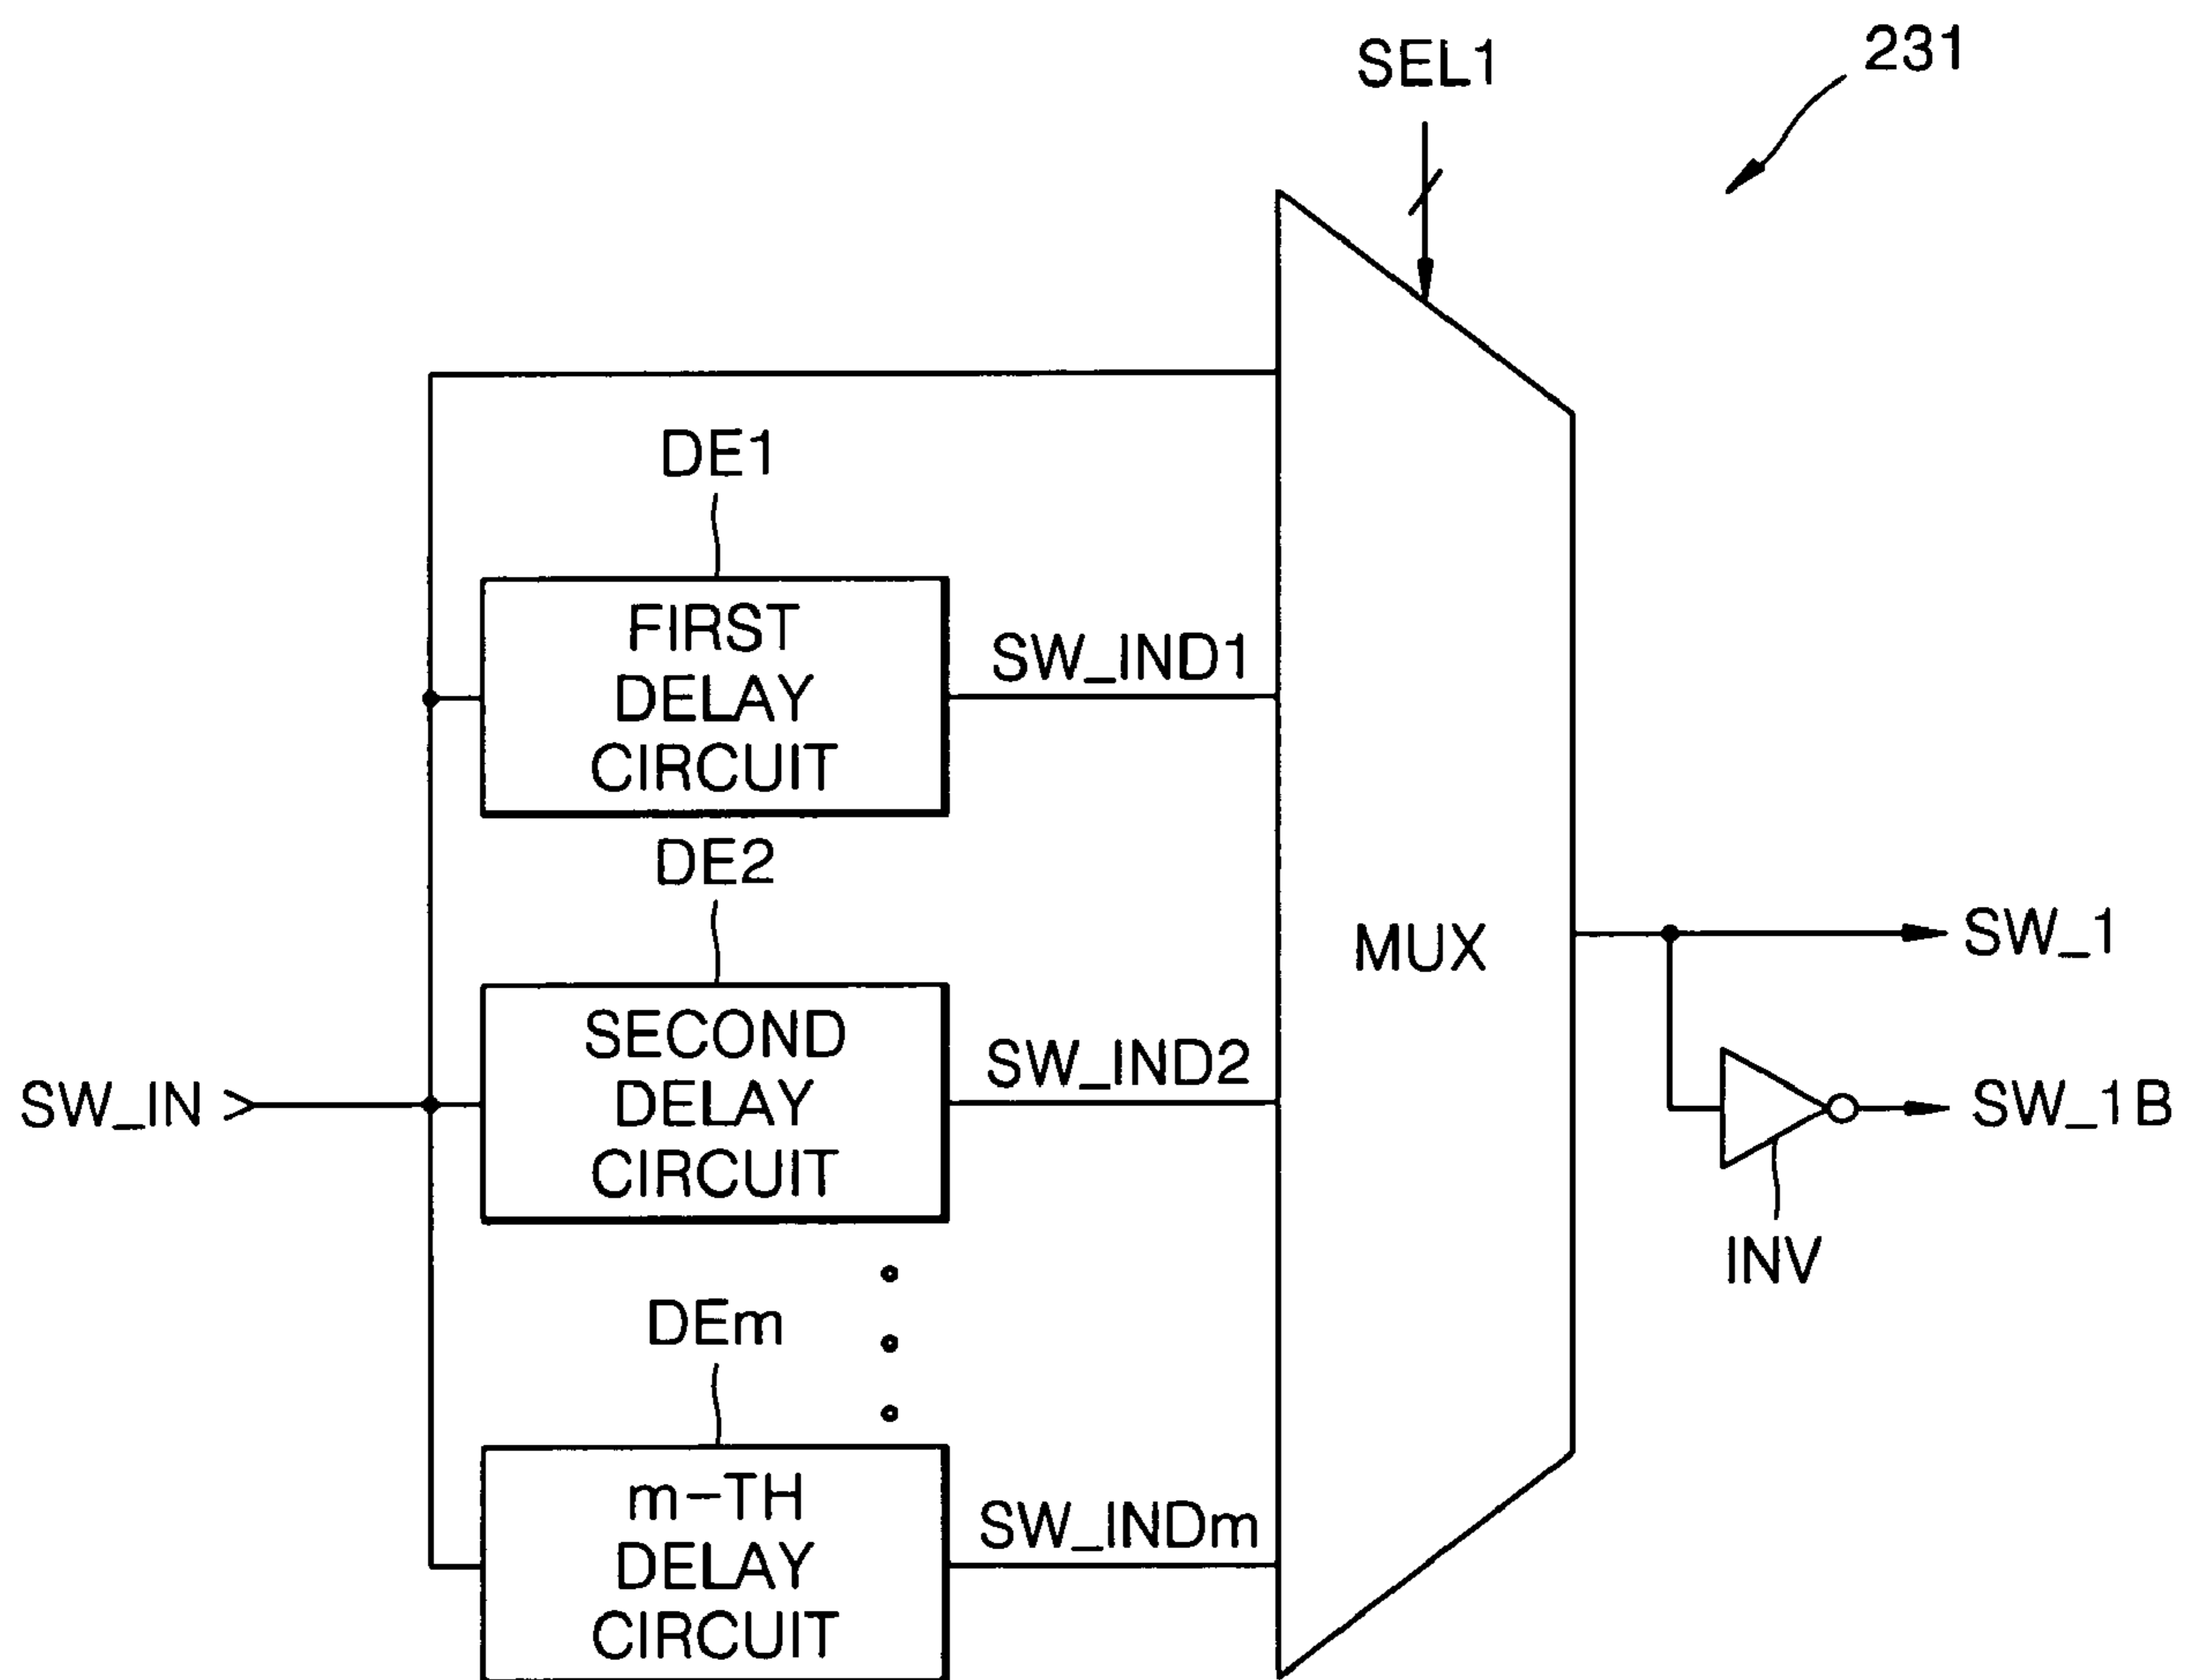 SEL1
231
DE1
FIRST
DELAY
CIRCUIT
SW_IND1
DE2
SECOND
DELAY
CIRCUIT
SW_IND2
MUX
SW_1
SW_IN
SW_1B
INV
DEm
m-TH
DELAY
CIRCUIT
SW_INDm